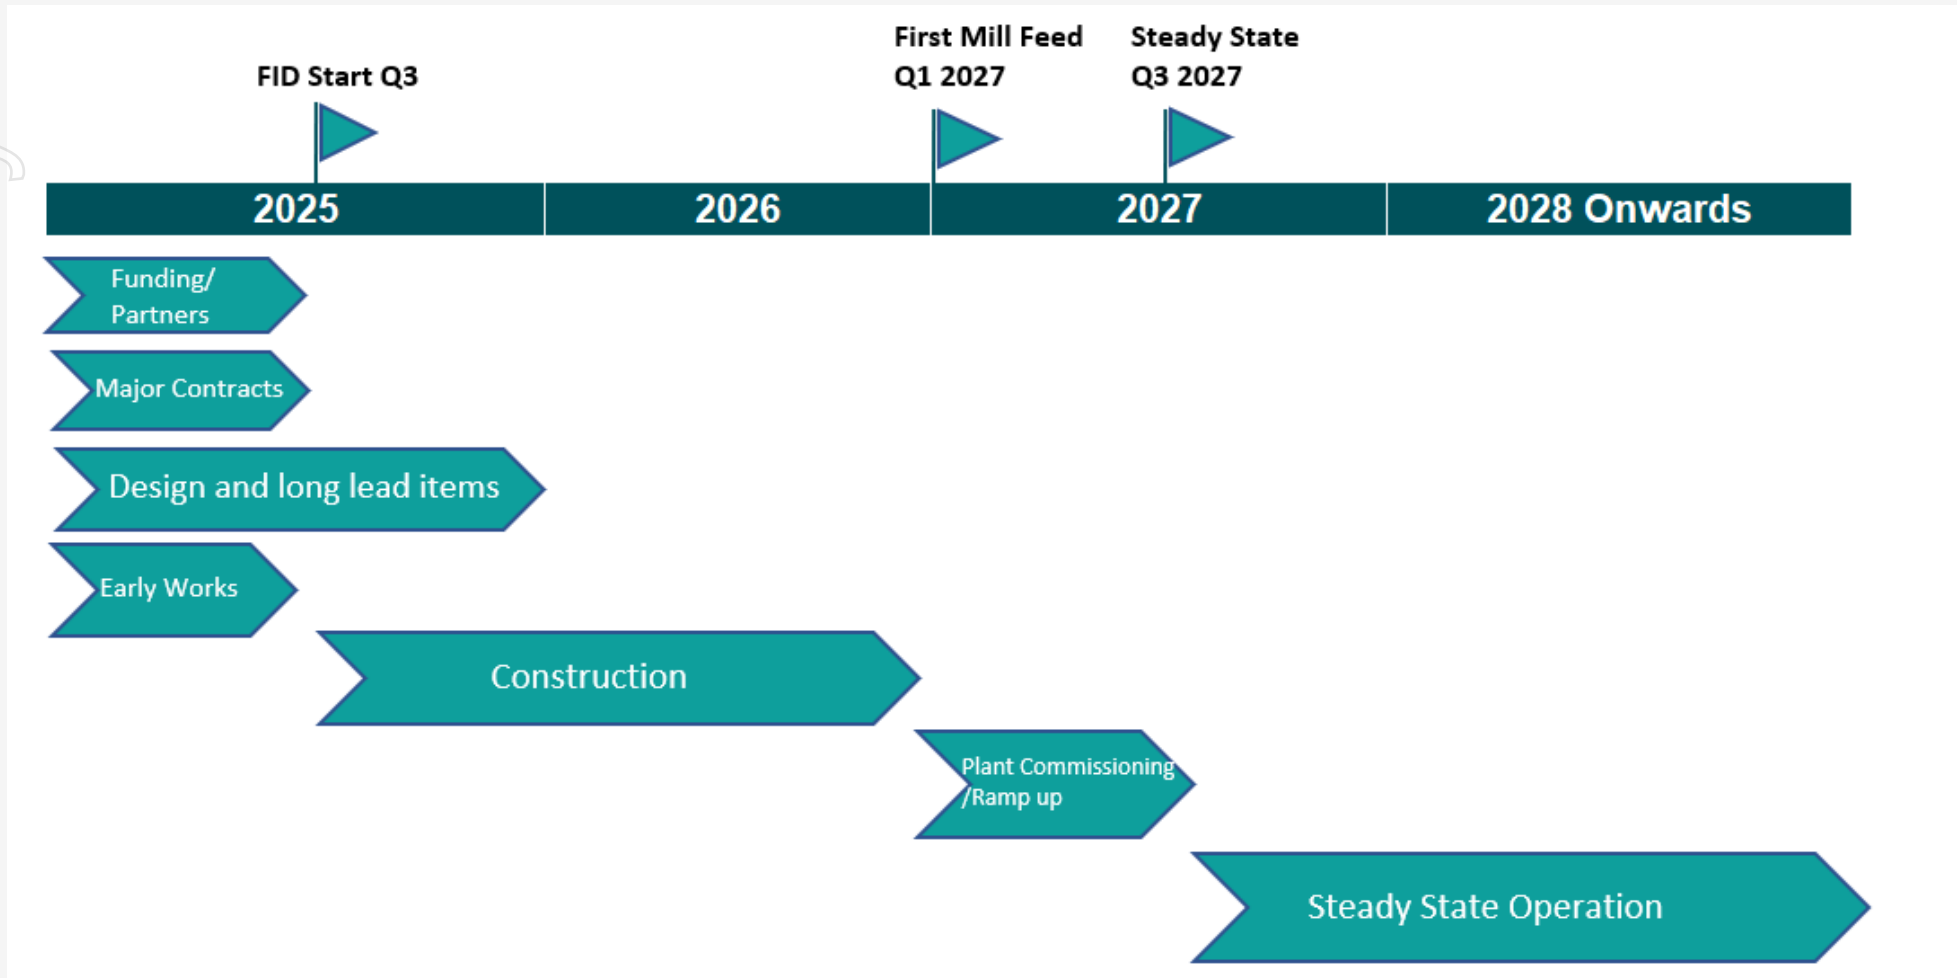 FID Start Q3
First Mill Feed
Q1 2027
Steady State
Q3 2027
2025
2026
2027
2028 Onwards
Funding/
Partners
Major Contracts
Design and long lead items
Early Works
Construction
Plant Commissioning
/Ramp up
Steady State Operation